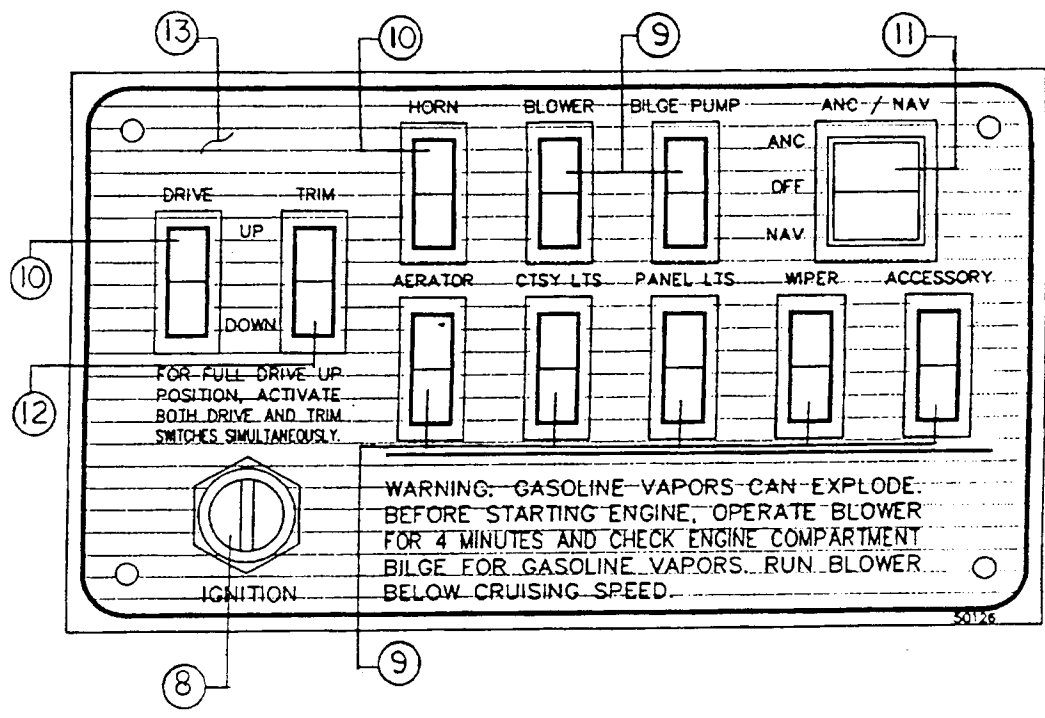 13
10
9
11
HORN
BLOWER
BILGE PUMP
ANC / NAV
ANC
OFF
NAV
DRIVE
TRIM
UP
DOWN
10
12
AERATOR
CTSY LTS
PANEL LTS
WIPER
ACCESSORY
FOR FULL DRIVE UP
POSITION, ACTIVATE
BOTH DRIVE AND TRIM
SWITCHES SIMULTANEOUSLY.
WARNING: GASOLINE VAPORS CAN EXPLODE.
BEFORE STARTING ENGINE, OPERATE BLOWER
FOR 4 MINUTES AND CHECK ENGINE COMPARTMENT
BILGE FOR GASOLINE VAPORS. RUN BLOWER
BELOW CRUISING SPEED.
IGNITION
50126
8
9